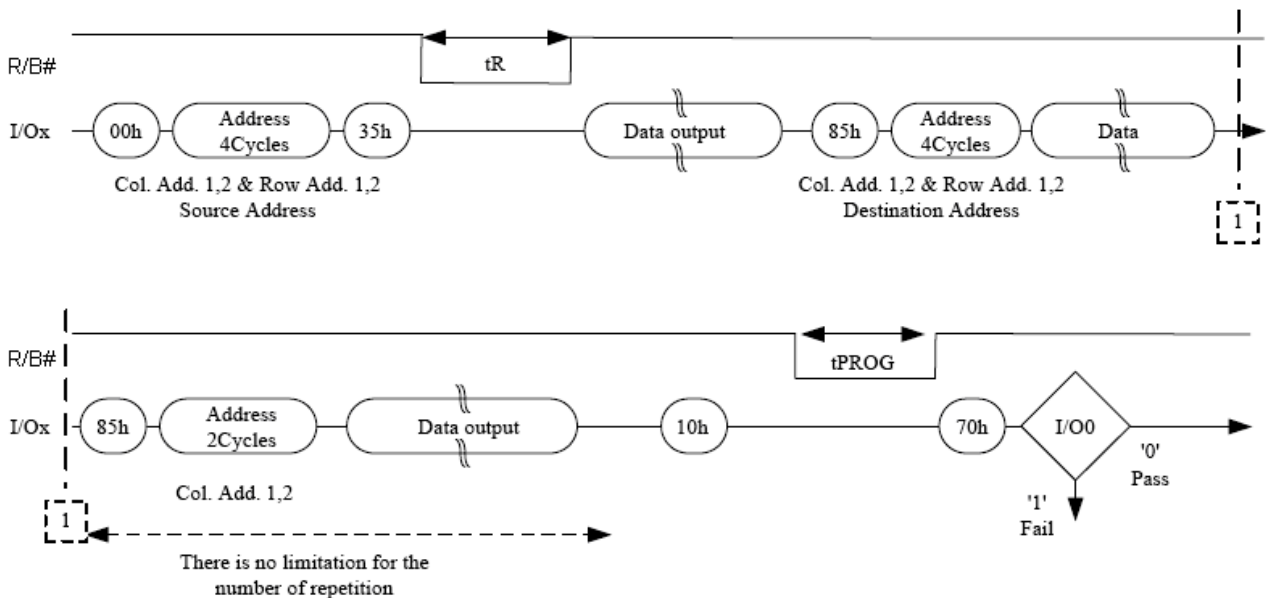 R/B#
tR
I/Ox
00h
Address
4Cycles
35h
Data output
85h
Address
4Cycles
Data
Col. Add. 1,2 & Row Add. 1,2
Source Address
Col. Add. 1,2 & Row Add. 1,2
Destination Address
1
R/B#
tPROG
I/Ox
85h
Address
2Cycles
Data output
10h
70h
I/O0
'0'
Pass
Col. Add. 1,2
1
'1'
Fail
There is no limitation for the
number of repetition